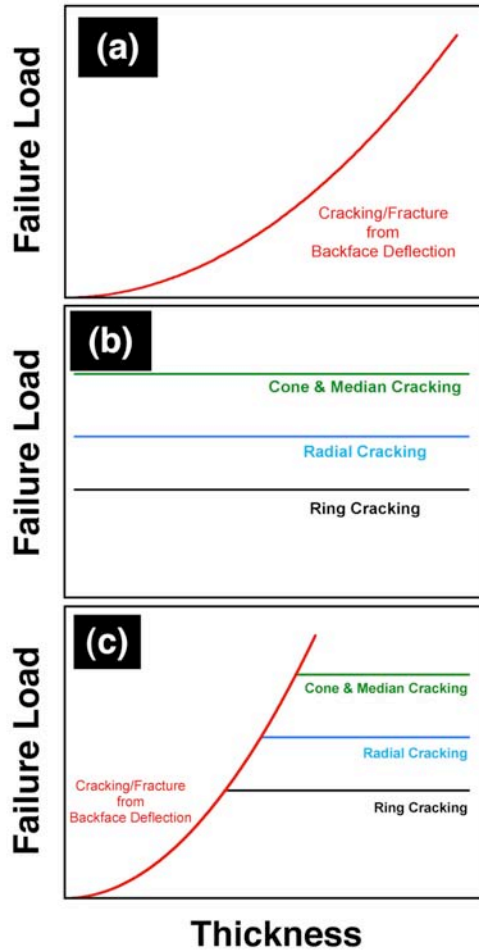 (a)
Failure Load
Cracking/Fracture
from
Backface Deflection
(b)
Failure Load
Cone & Median Cracking
Radial Cracking
Ring Cracking
(c)
Failure Load
Cone & Median Cracking
Radial Cracking
Cracking/Fracture
from
Backface Deflection
Ring Cracking
Thickness